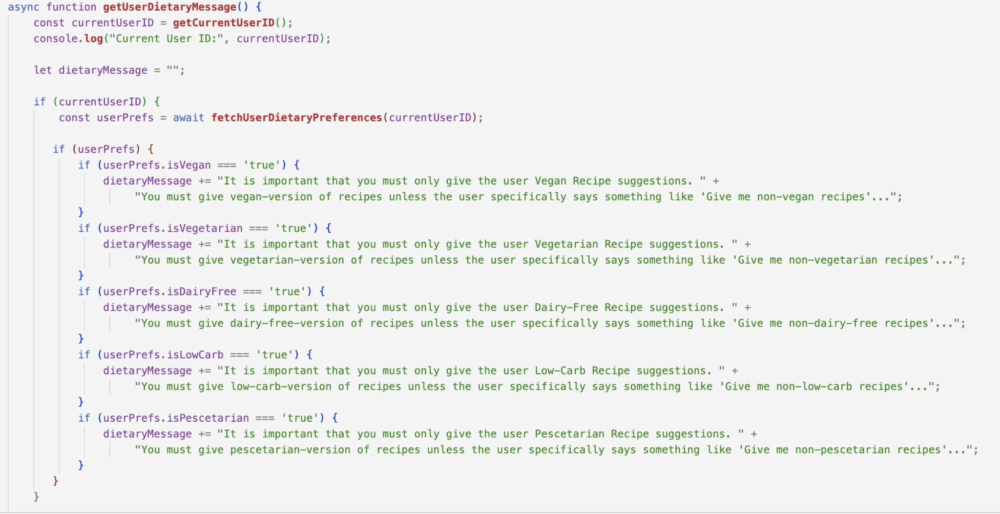 async function getUserDietaryMessage() {
const currentUserID = getCurrentUserID();
console.log("Current User ID:", currentUserID);
let dietaryMessage = "";
if (currentUserID) {
const userPrefs = await fetchUserDietaryPreferences(currentUserID);
if (userPrefs) {
if (userPrefs.isVegan === 'true') {
dietaryMessage += "It is important that you must only give the user Vegan Recipe suggestions. " +
"You must give vegan-version of recipes unless the user specifically says something like 'Give me non-vegan recipes'...";
}
if (userPrefs.isVegetarian === 'true') {
dietaryMessage += "It is important that you must only give the user Vegetarian Recipe suggestions. " +
"You must give vegetarian-version of recipes unless the user specifically says something like 'Give me non-vegetarian recipes'...";
}
if (userPrefs.isDairyFree === 'true') {
dietaryMessage += "It is important that you must only give the user Dairy-Free Recipe suggestions. " +
"You must give dairy-free-version of recipes unless the user specifically says something like 'Give me non-dairy-free recipes'...";
}
if (userPrefs.isLowCarb === 'true') {
dietaryMessage += "It is important that you must only give the user Low-Carb Recipe suggestions. " +
"You must give low-carb-version of recipes unless the user specifically says something like 'Give me non-low-carb recipes'...";
}
if (userPrefs.isPescetarian === 'true') {
dietaryMessage += "It is important that you must only give the user Pescetarian Recipe suggestions. " +
"You must give pescetarian-version of recipes unless the user specifically says something like 'Give me non-pescetarian recipes'...";
}
}
}